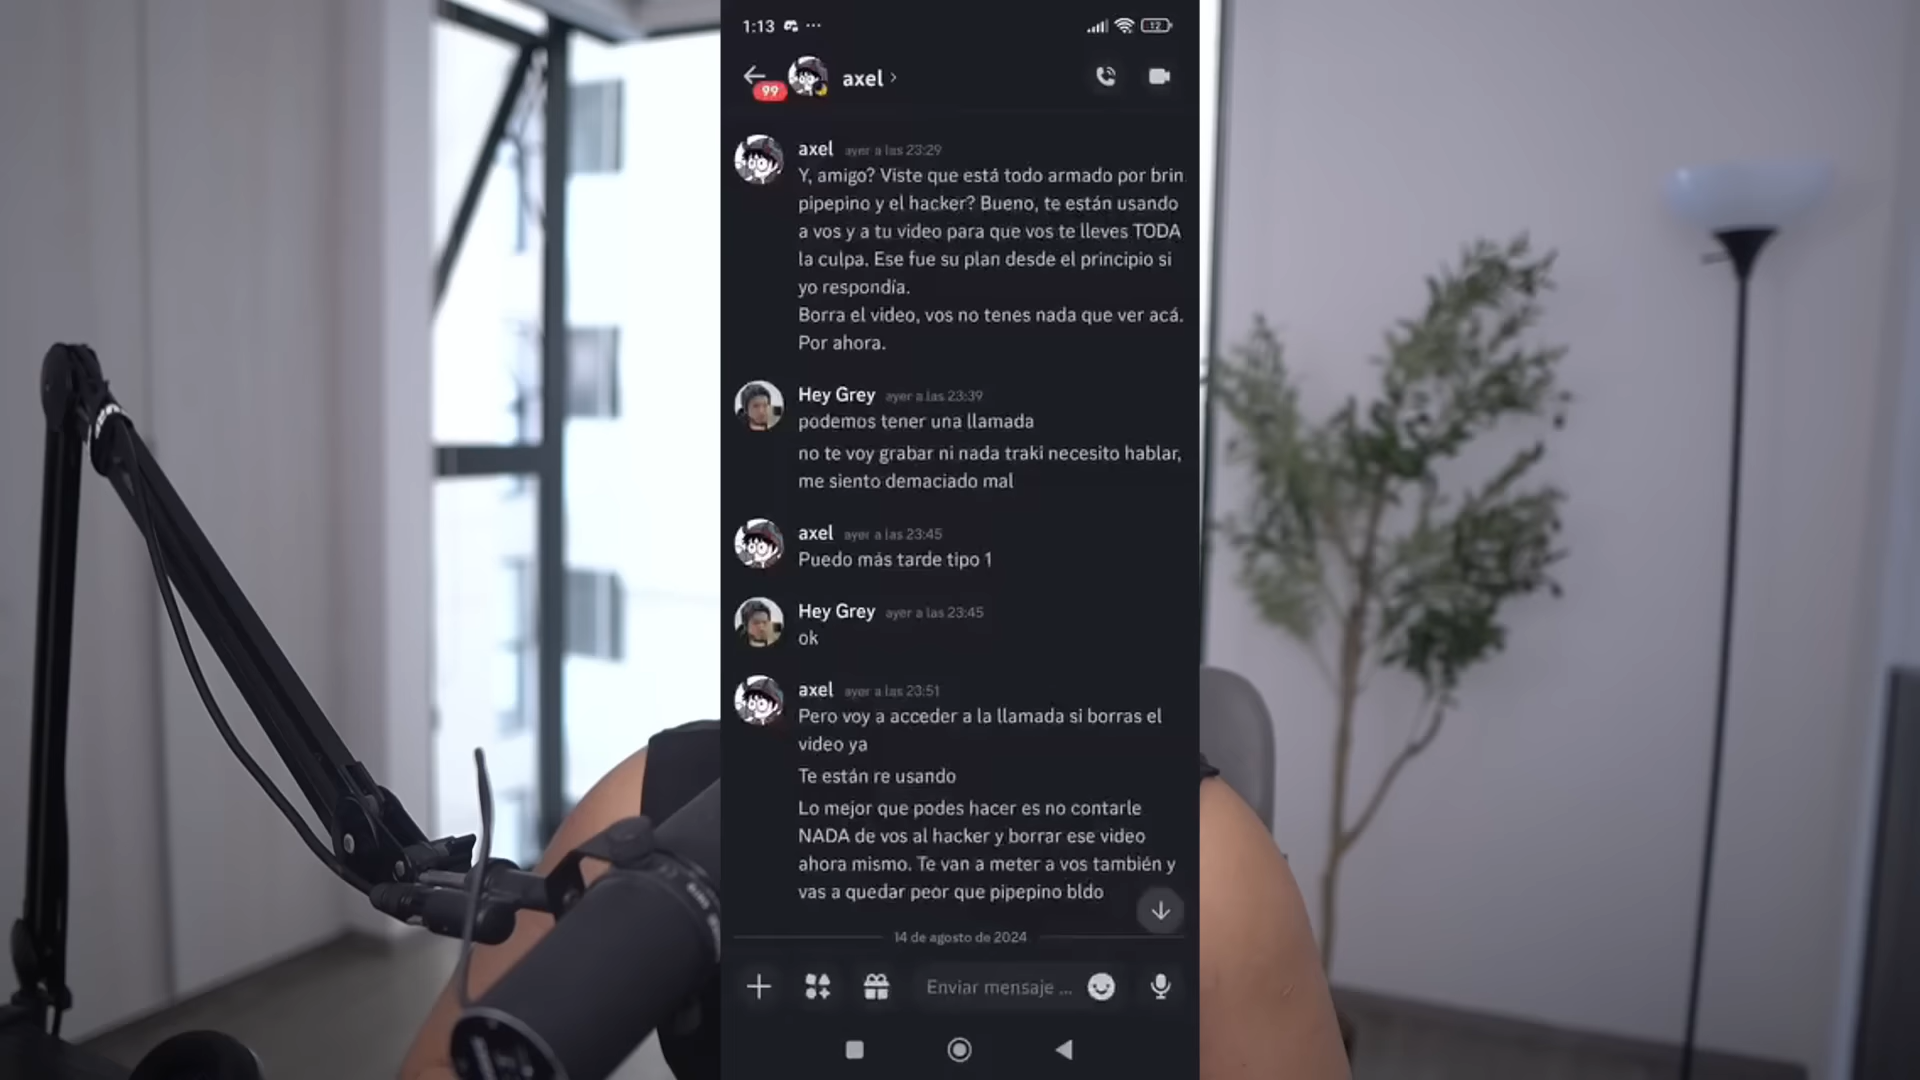 1:13 ...
12
99
axel >
axel ayer a las 23:29
Y, amigo? Viste que está todo armado por brin
pipepino y el hacker? Bueno, te están usando
a vos y a tu video para que vos te lleves TODA
la culpa. Ese fue su plan desde el principio si
yo respondía.
Borra el video, vos no tenes nada que ver acá.
Por ahora.
Hey Grey ayer a las 23:39
podemos tener una llamada
no te voy grabar ni nada traki necesito hablar,
me siento demaciado mal
axel ayer a las 23:45
Puedo más tarde tipo 1
Hey Grey ayer a las 23:45
ok
axel ayer a las 23:51
Pero voy a acceder a la llamada si borras el
video ya
Te están re usando
Lo mejor que podes hacer es no contarle
NADA de vos al hacker y borrar ese video
ahora mismo. Te van a meter a vos también y
vas a quedar peor que pipepino bldo
14 de agosto de 2024
Enviar mensaje ...